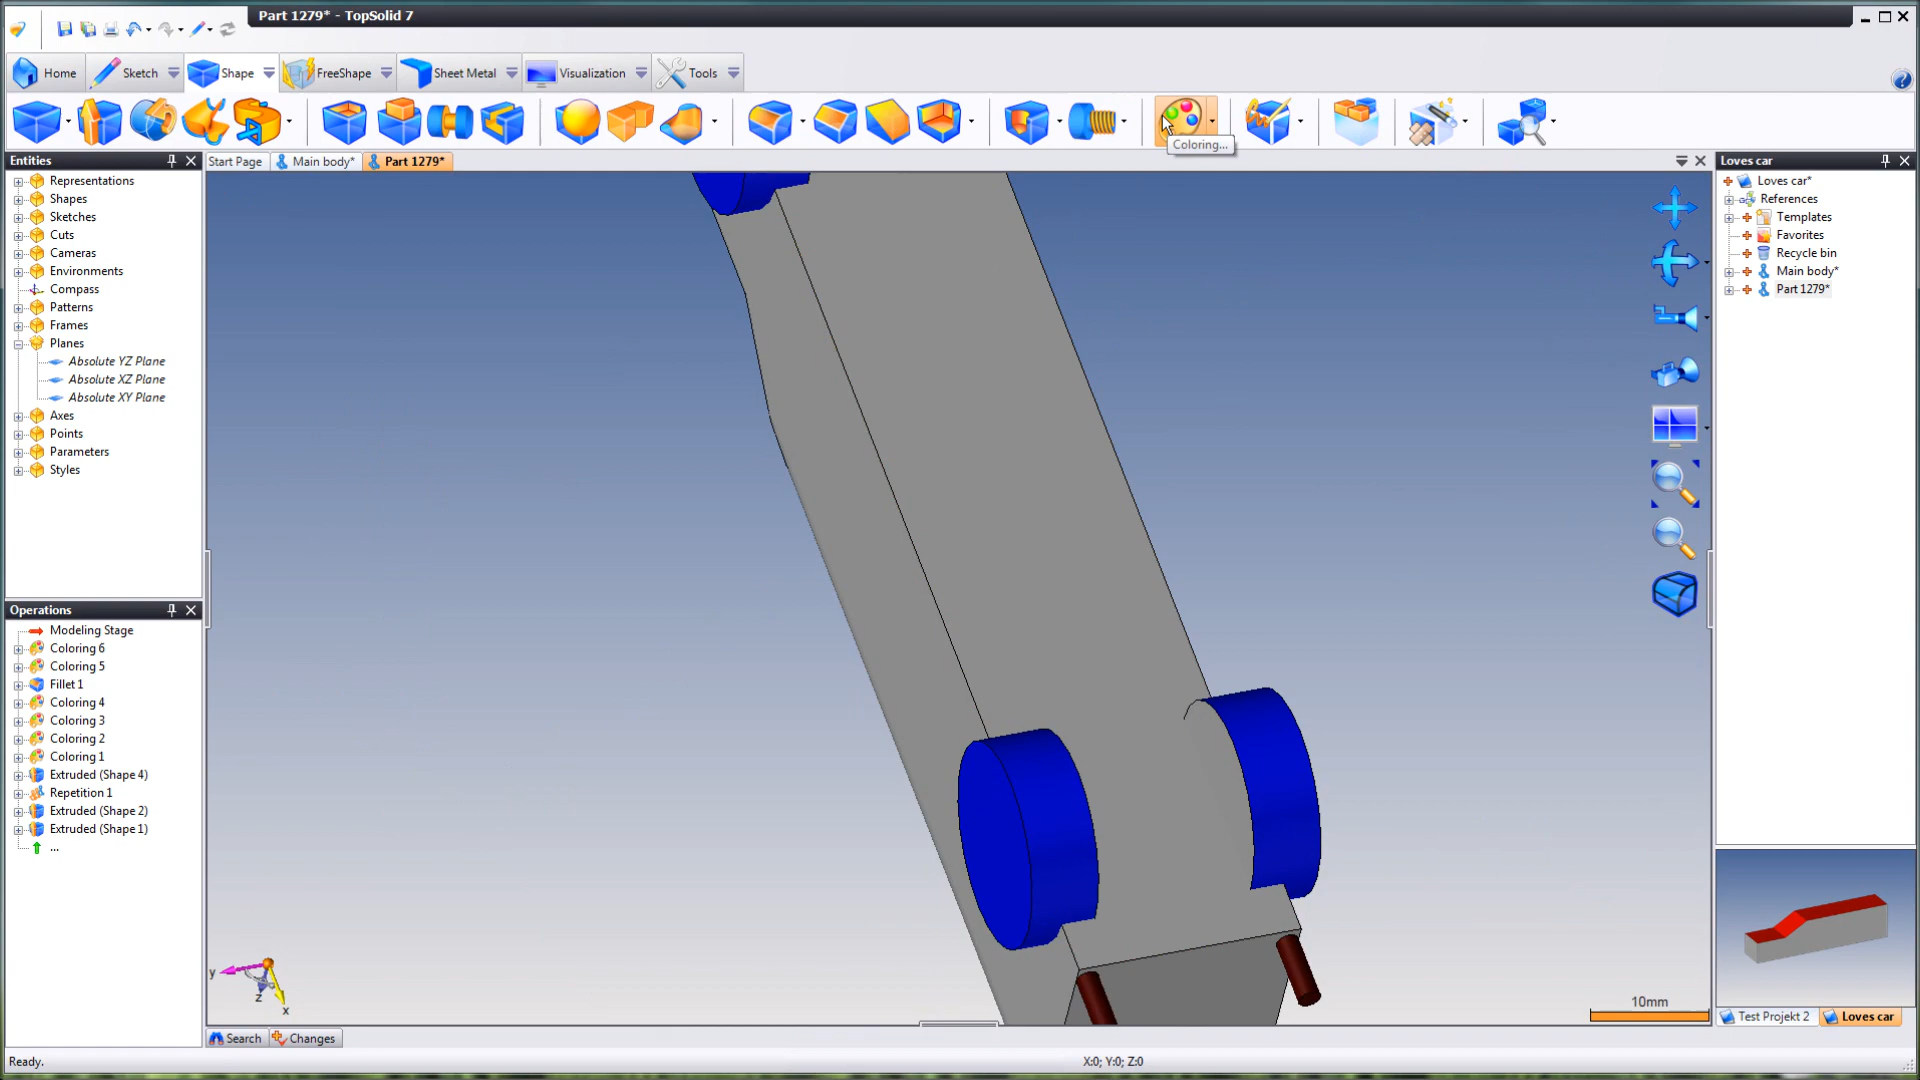 Part 1279* - TopSolid 7
Home
Sketch
Shape
FreeShape
Sheet Metal
Visualization
Tools
Coloring...
Entities
Start Page
Main body*
Part 1279*
Loves car
Representations
Shapes
Sketches
Cuts
Cameras
Environments
Compass
Patterns
Frames
Planes
Absolute YZ Plane
Absolute XZ Plane
Absolute XY Plane
Axes
Points
Parameters
Styles
Operations
Modeling Stage
Coloring 6
Coloring 5
Fillet 1
Coloring 4
Coloring 3
Coloring 2
Coloring 1
Extruded (Shape 4)
Repetition 1
Extruded (Shape 2)
Extruded (Shape 1)
...
y
z
x
10mm
Loves car*
References
Templates
Favorites
Recycle bin
Main body*
Part 1279*
Test Projekt 2
Loves car
Search
Changes
Ready.
X:0; Y:0; Z:0